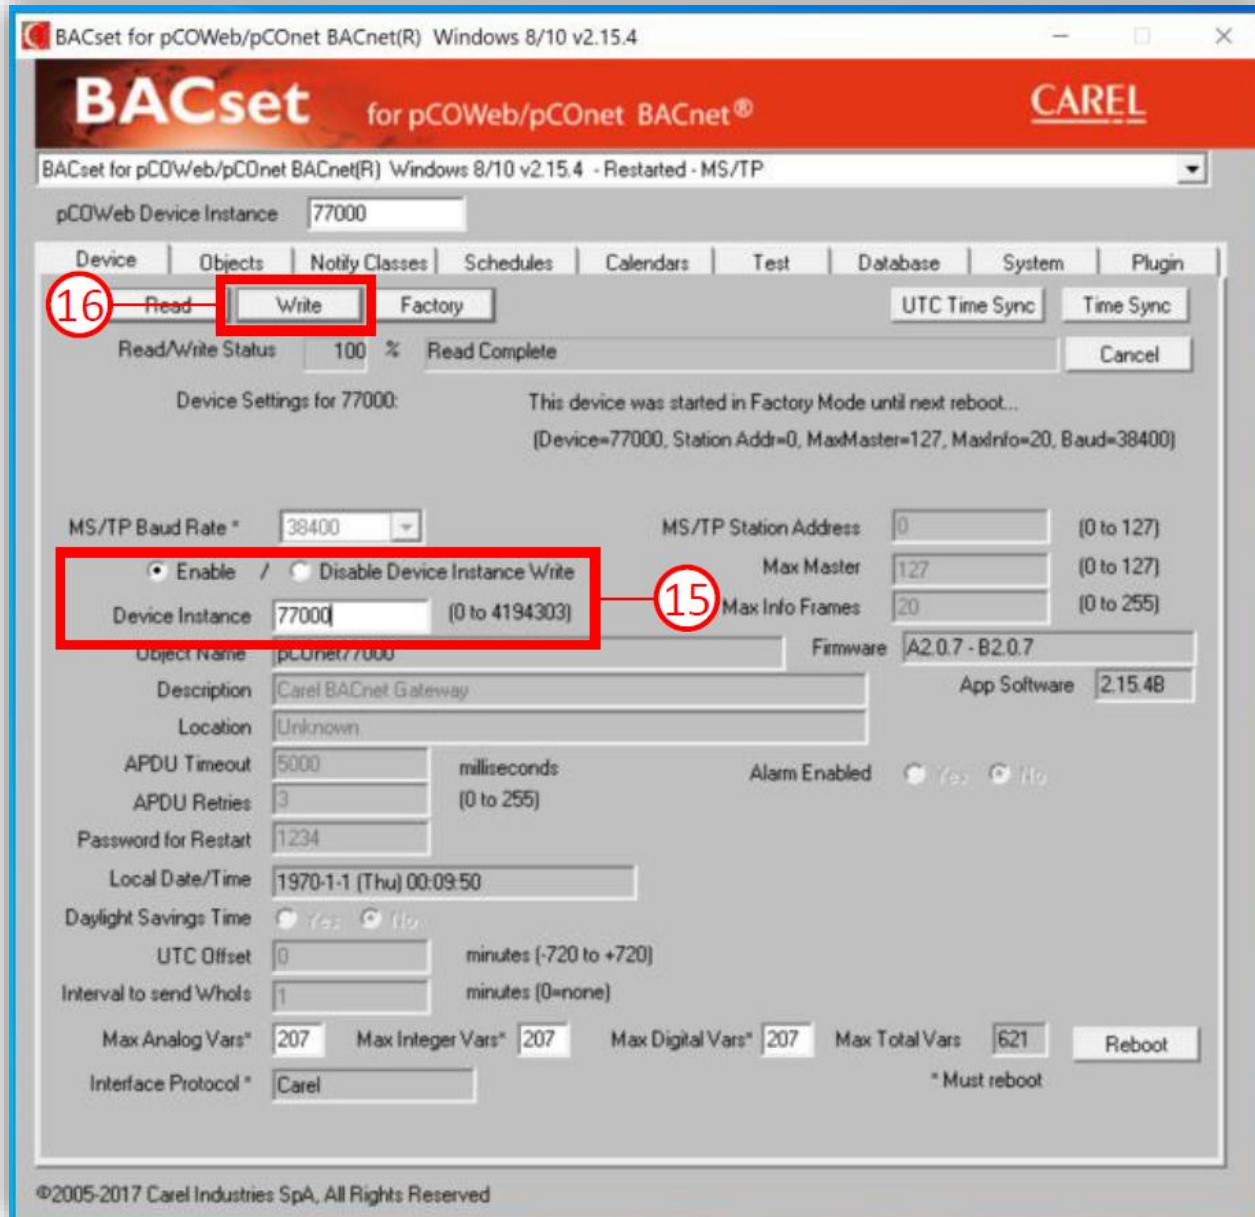 BACset for pCOWeb/pCOnet BACnet(R) Windows 8/10 v2.15.4
BACset for pCOWeb/pCOnet BACnet® CAREL
BACset for pCOWeb/pCOnet BACnet(R) Windows 8/10 v2.15.4 - Restarted - MS/TP
pCOWeb Device Instance 77000
Device Objects Notify Classes Schedules Calendars Test Database System Plugin
16 Read Write Factory UTC Time Sync Time Sync
Read/Write Status 100 % Read Complete Cancel
Device Settings for 77000: This device was started in Factory Mode until next reboot...
(Device=77000, Station Addr=0, MaxMaster=127, MaxInfo=20, Baud=38400)
MS/TP Baud Rate * 38400 MS/TP Station Address 0 (0 to 127)
Enable / Disable Device Instance Write Max Master 127 (0 to 127)
Device Instance 77000 (0 to 4194303) 15 Max Info Frames 20 (0 to 255)
Object Name pCOnet77000 Firmware A2.0.7 - B2.0.7
Description Carel BACnet Gateway App Software 2.15.4B
Location Unknown
APDU Timeout 5000 milliseconds Alarm Enabled Yes No
APDU Retries 3 (0 to 255)
Password for Restart 1234
Local Date/Time 1970-1-1 (Thu) 00:09:50
Daylight Savings Time Yes No
UTC Offset 0 minutes (-720 to +720)
Interval to send WhoIs 1 minutes (0=none)
Max Analog Vars* 207 Max Integer Vars* 207 Max Digital Vars* 207 Max Total Vars 621 Reboot
Interface Protocol * Carel * Must reboot
©2005-2017 Carel Industries SpA, All Rights Reserved